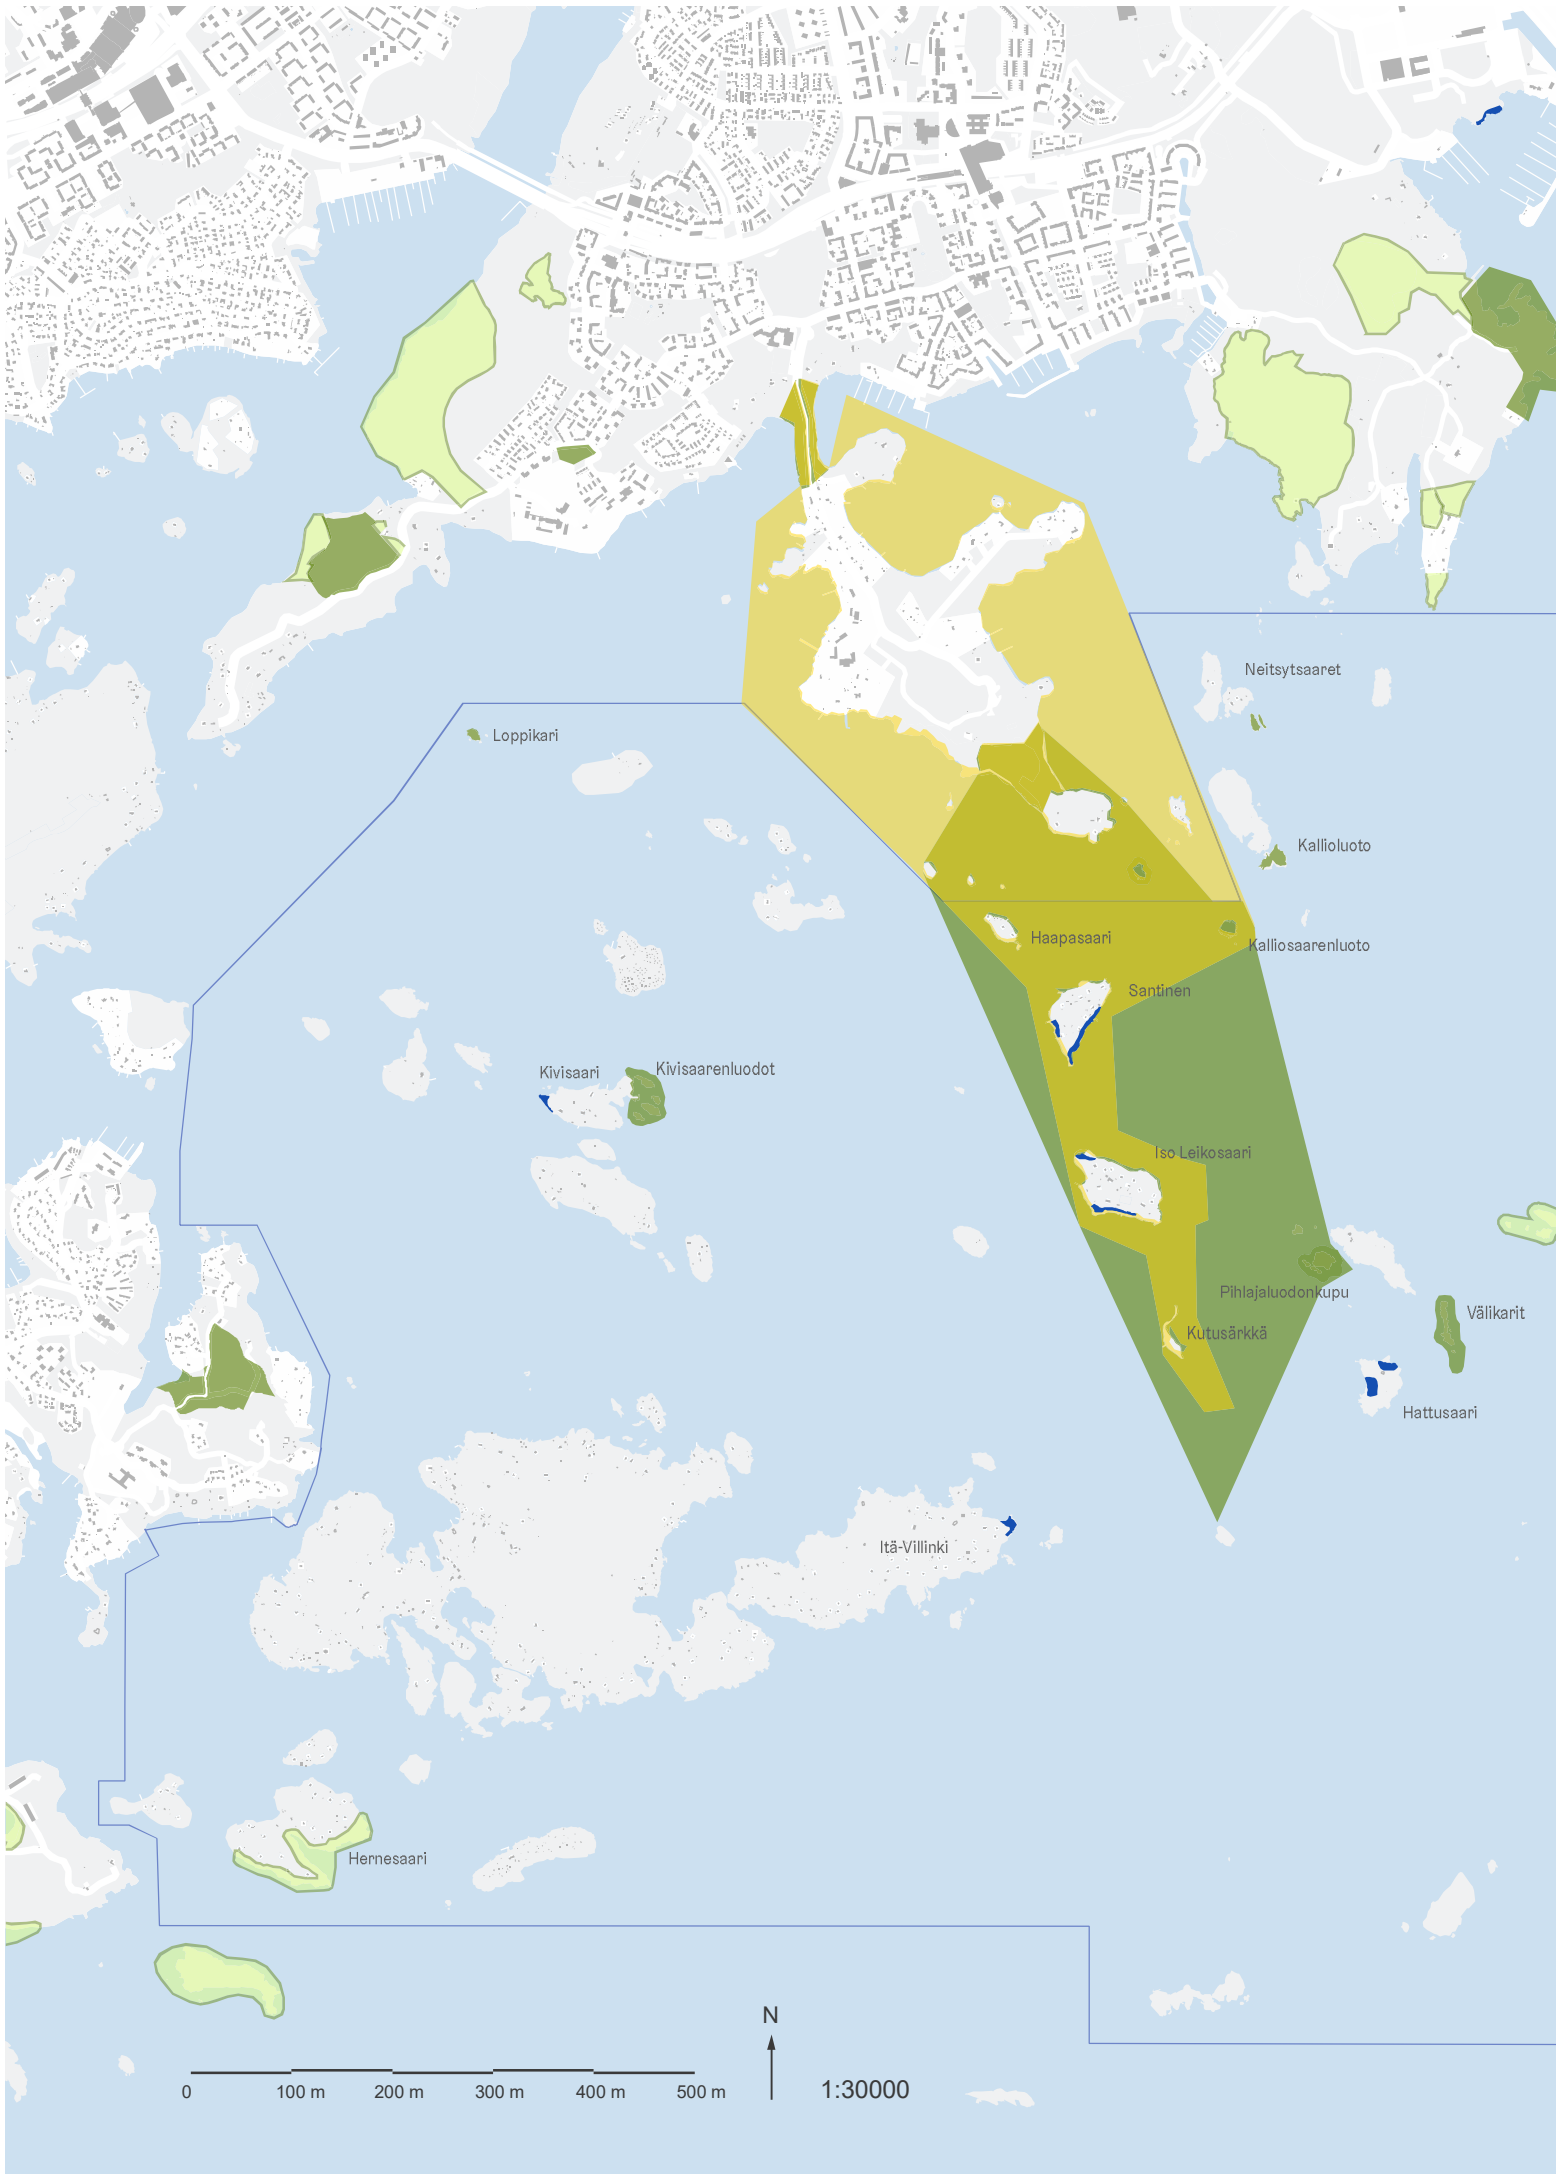 Neitsytsaaret
Loppikari
Kallioluoto
Haapasaari
Kalliosaarenluoto
Santinen
Kivisaari
Kivisaarenluodot
Iso Leikosaari
Pihlajaluodonkupu
Välikarit
Kutusärkkä
Hattusaari
Itä-Villinki
Hernesaari
N
0 100 m 200 m 300 m 400 m 500 m
1:30000